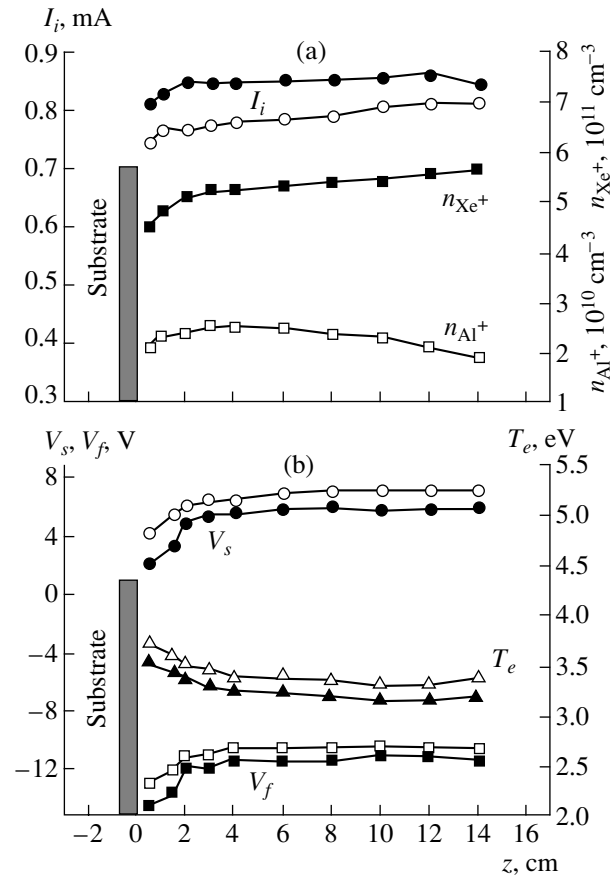 I_i, mA
(a)
0.9
0.8
0.7
0.6
0.5
0.4
0.3
8
7
6
5
4
3
2
1
n_Xe+, 10^11 cm^–3
n_Al+, 10^10 cm^–3
I_i
n_Xe+
n_Al+
Substrate
V_s, V_f, V
(b)
T_e, eV
8
4
0
–4
–8
–12
5.5
5.0
4.5
4.0
3.5
3.0
2.5
2.0
V_s
T_e
V_f
Substrate
–2 0 2 4 6 8 10 12 14
z, cm